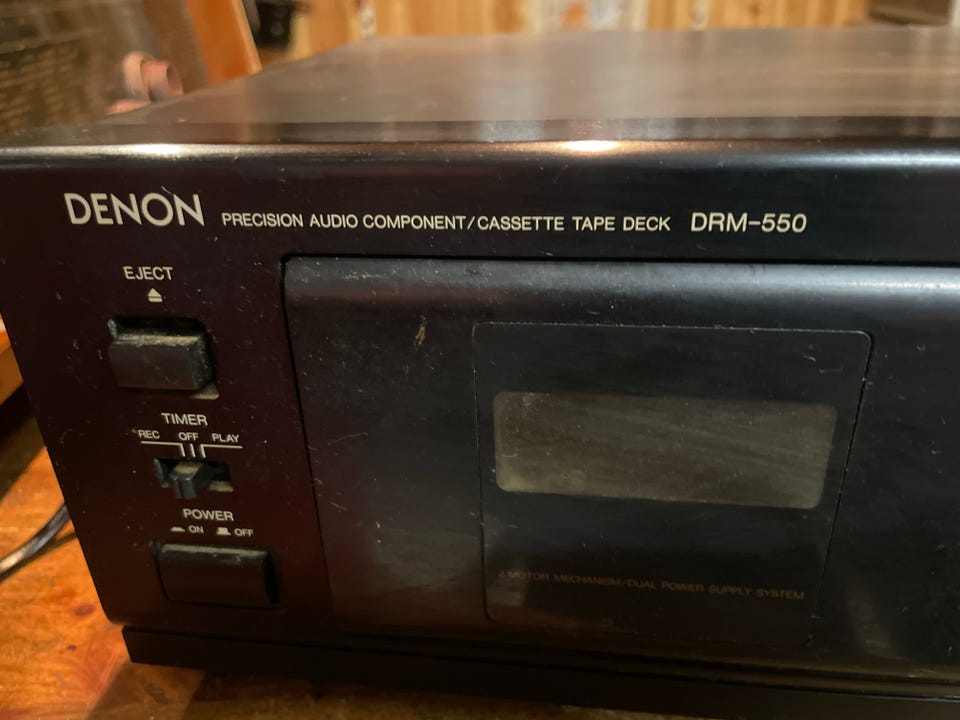 DENON PRECISION AUDIO COMPONENT/CASSETTE TAPE DECK DRM-550
EJECT
TIMER
REC OFF PLAY
POWER
ON OFF
2 MOTOR MECHANISM/DUAL POWER SUPPLY SYSTEM